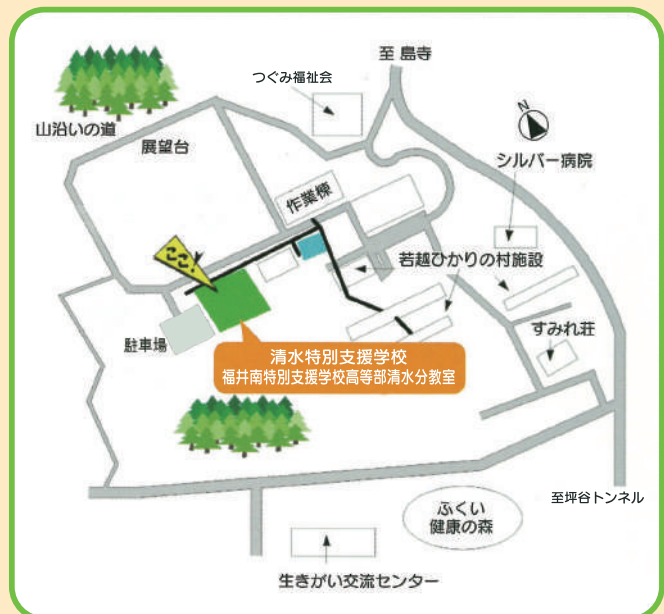 至 島寺
つぐみ福祉会
N
山沿いの道
展望台
シルバー病院
作業棟
ここ!
若越ひかりの村施設
すみれ荘
駐車場
清水特別支援学校
福井南特別支援学校高等部清水分教室
至坪谷トンネル
ふくい
健康の森
生きがい交流センター